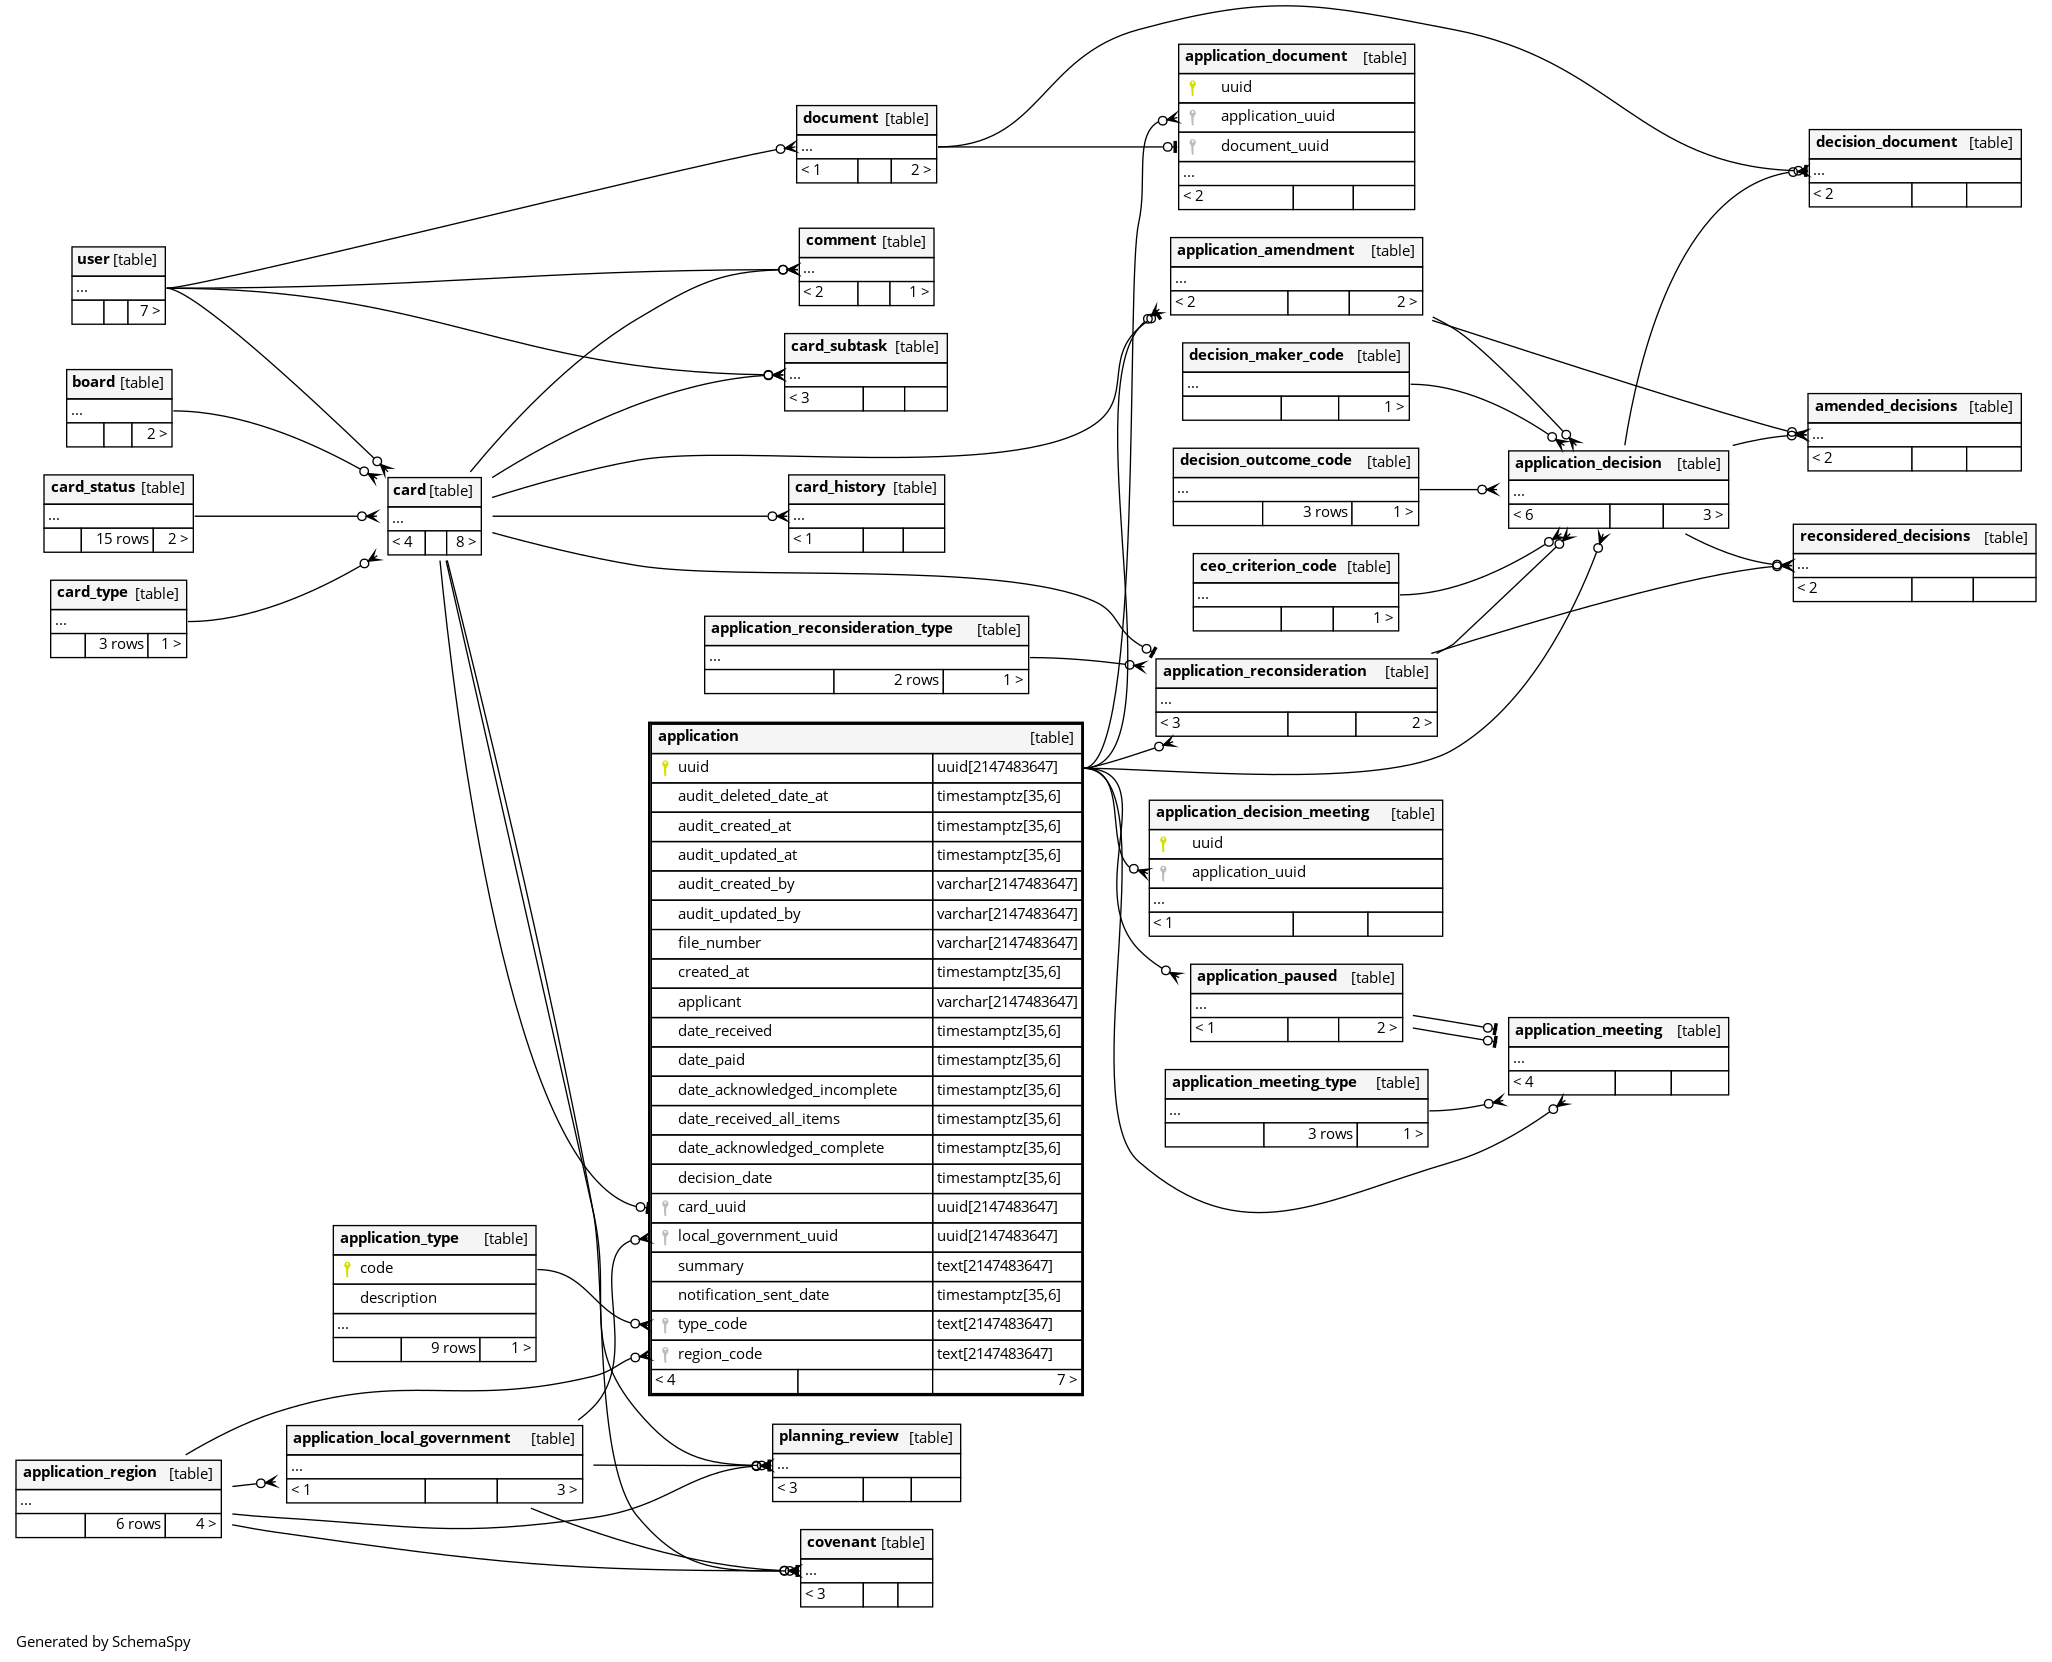 application_document [table]
uuid
application_uuid
document_uuid
...
< 2
document [table]
...
< 1 2 >
decision_document [table]
...
< 2
comment [table]
...
< 2 1 >
application_amendment [table]
...
< 2 2 >
user [table]
...
7 >
card_subtask [table]
...
< 3
decision_maker_code [table]
...
1 >
board [table]
...
2 >
amended_decisions [table]
...
< 2
decision_outcome_code [table]
...
3 rows 1 >
application_decision [table]
...
< 6 3 >
card_status [table]
...
15 rows 2 >
card [table]
...
< 4 8 >
card_history [table]
...
< 1
reconsidered_decisions [table]
...
< 2
ceo_criterion_code [table]
...
1 >
card_type [table]
...
3 rows 1 >
application_reconsideration_type [table]
...
2 rows 1 >
application_reconsideration [table]
...
< 3 2 >
application [table]
uuid uuid[2147483647]
audit_deleted_date_at timestamptz[35,6]
audit_created_at timestamptz[35,6]
audit_updated_at timestamptz[35,6]
audit_created_by varchar[2147483647]
audit_updated_by varchar[2147483647]
file_number varchar[2147483647]
created_at timestamptz[35,6]
applicant varchar[2147483647]
date_received timestamptz[35,6]
date_paid timestamptz[35,6]
date_acknowledged_incomplete timestamptz[35,6]
date_received_all_items timestamptz[35,6]
date_acknowledged_complete timestamptz[35,6]
decision_date timestamptz[35,6]
card_uuid uuid[2147483647]
local_government_uuid uuid[2147483647]
summary text[2147483647]
notification_sent_date timestamptz[35,6]
type_code text[2147483647]
region_code text[2147483647]
< 4 7 >
application_decision_meeting [table]
uuid
application_uuid
...
< 1
application_paused [table]
...
< 1 2 >
application_meeting [table]
...
< 4
application_meeting_type [table]
...
3 rows 1 >
application_type [table]
code
description
...
9 rows 1 >
application_local_government [table]
...
< 1 3 >
planning_review [table]
...
< 3
application_region [table]
...
6 rows 4 >
covenant [table]
...
< 3
Generated by SchemaSpy